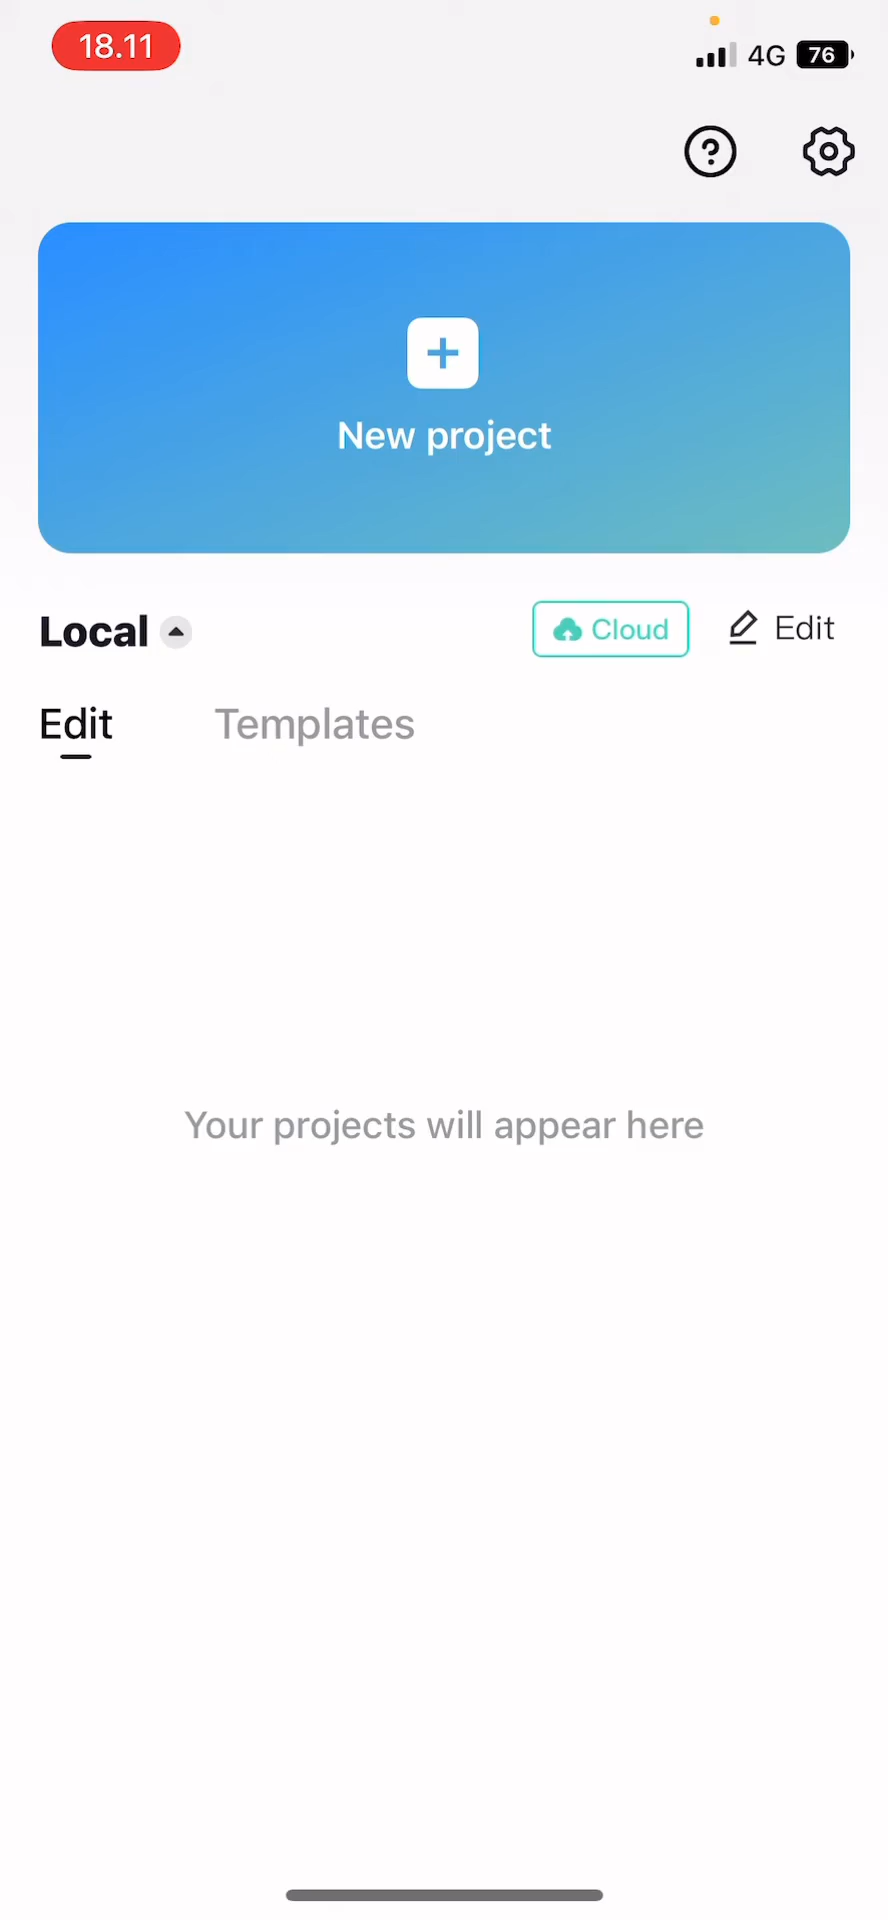 18.11
4G 76
New project
Local
Cloud
Edit
Edit
Templates
Your projects will appear here